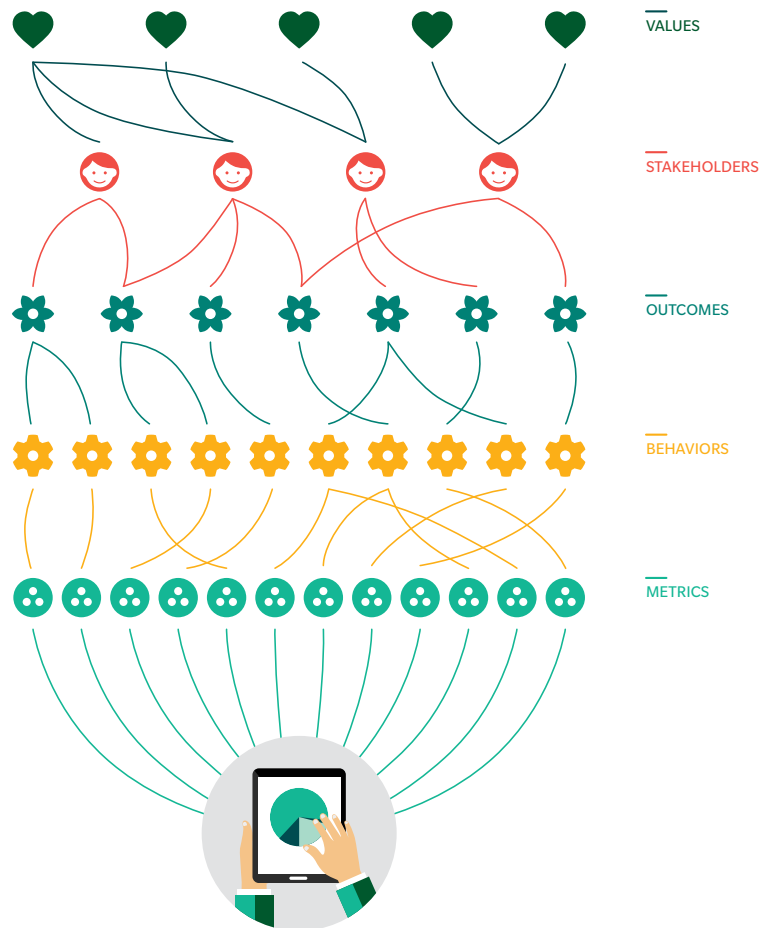 VALUES
STAKEHOLDERS
OUTCOMES
BEHAVIORS
METRICS